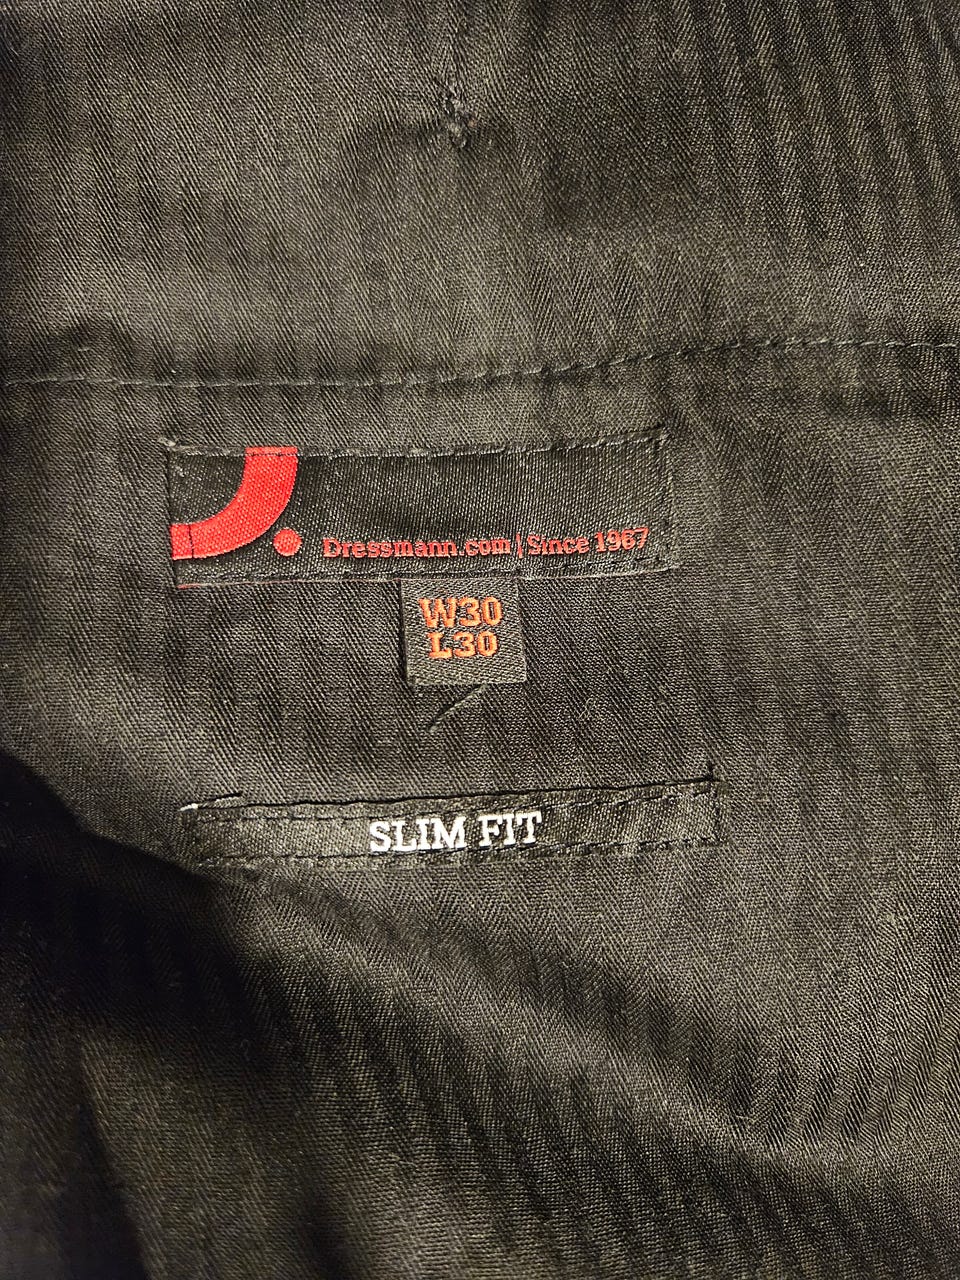 Dressmann.com | Since 1967
W30
L30
SLIM FIT